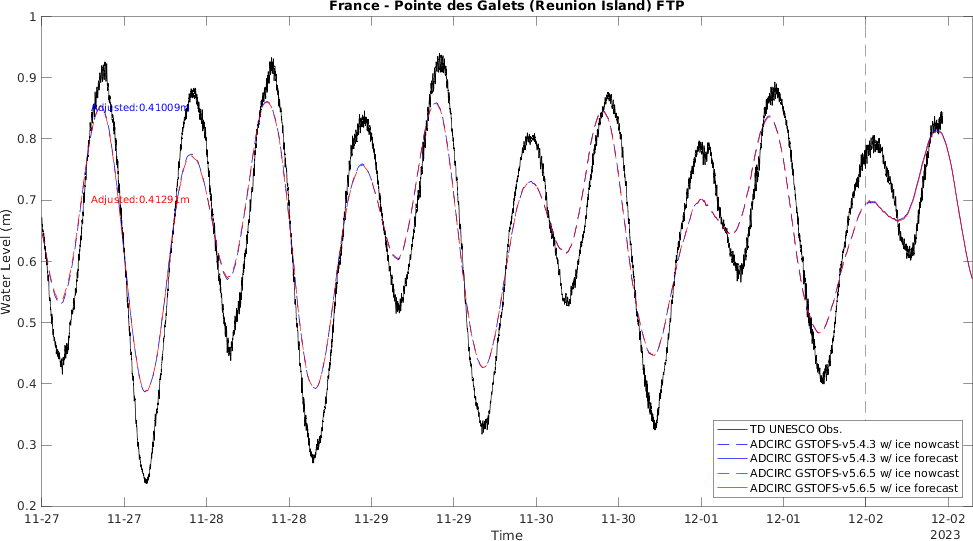 France - Pointe des Galets (Reunion Island) FTP
Water Level (m)
1
0.9
0.8
0.7
0.6
0.5
0.4
0.3
0.2
Adjusted:0.41009m
Adjusted:0.41291m
TD UNESCO Obs.
ADCIRC GSTOFS-v5.4.3 w/ ice nowcast
ADCIRC GSTOFS-v5.4.3 w/ ice forecast
ADCIRC GSTOFS-v5.6.5 w/ ice nowcast
ADCIRC GSTOFS-v5.6.5 w/ ice forecast
11-27 11-27 11-28 11-28 11-29 11-29 11-30 11-30 12-01 12-01 12-02 12-02
2023
Time